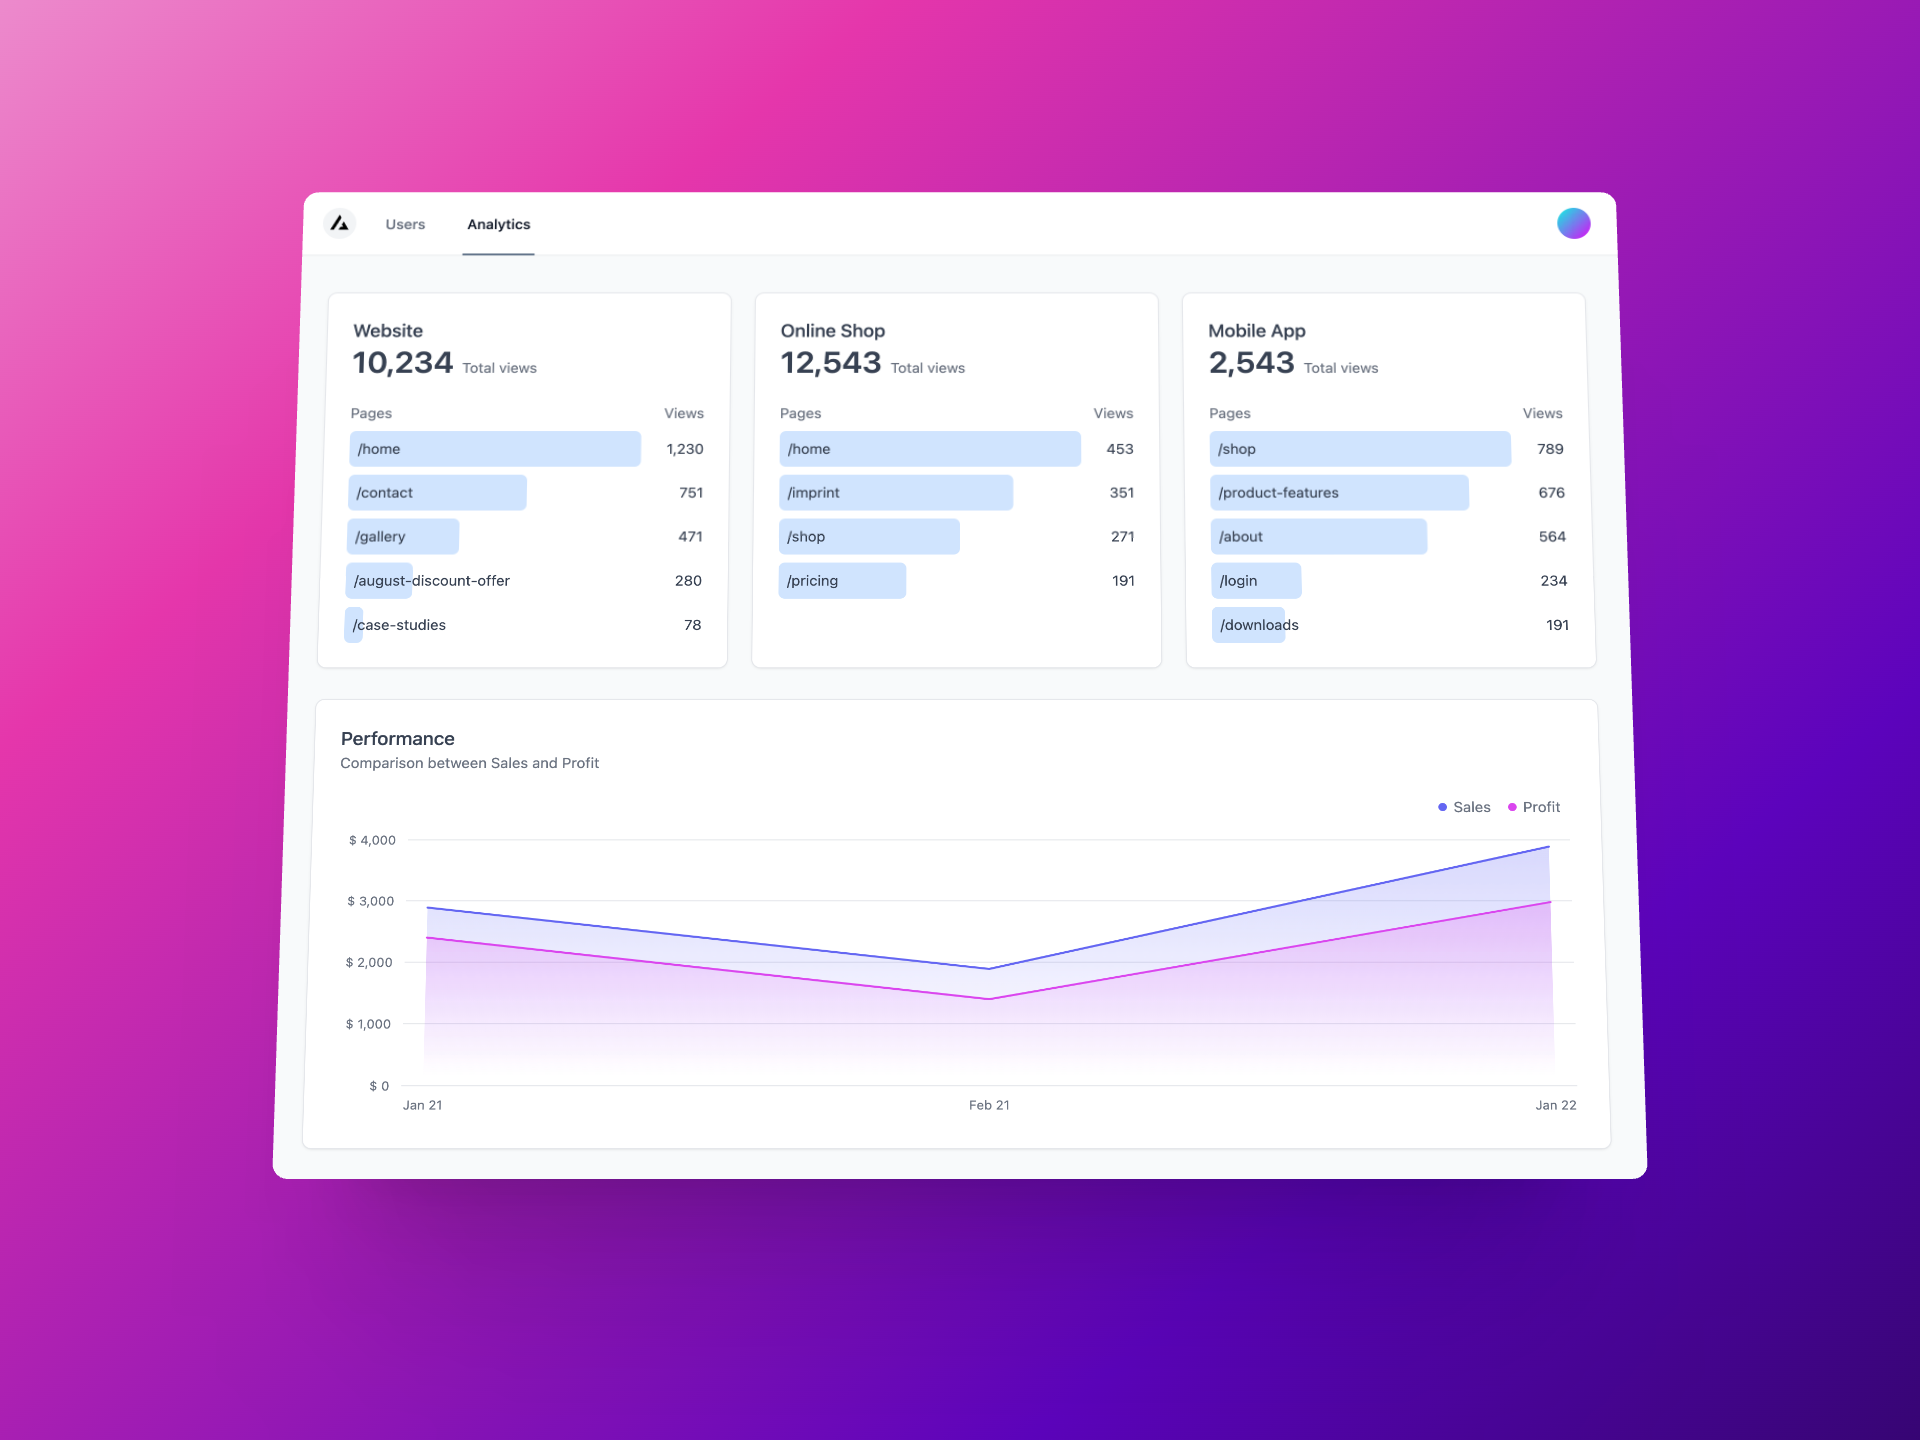 Users Analytics
Website
10,234 Total views
Pages Views
/home 1,230
/contact 751
/gallery 471
/august-discount-offer 280
/case-studies 78
Online Shop
12,543 Total views
Pages Views
/home 453
/imprint 351
/shop 271
/pricing 191
Mobile App
2,543 Total views
Pages Views
/shop 789
/product-features 676
/about 564
/login 234
/downloads 191
Performance
Comparison between Sales and Profit
Sales Profit
$ 4,000
$ 3,000
$ 2,000
$ 1,000
$ 0
Jan 21 Feb 21 Jan 22